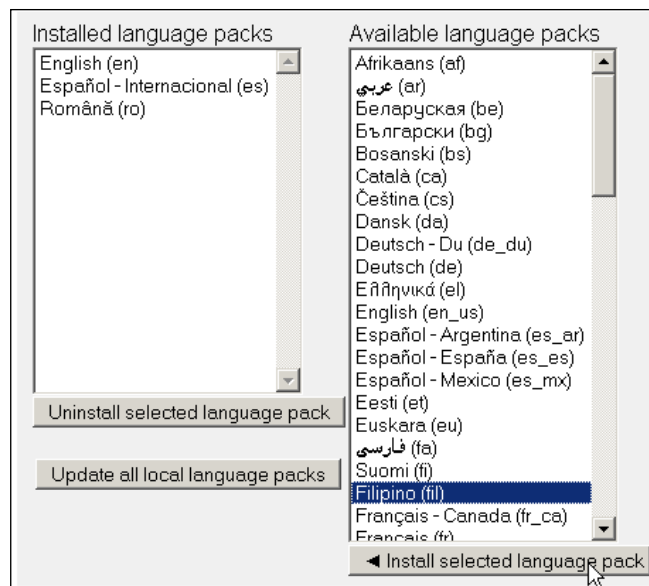 Installed language packs
English (en)
Español - Internacional (es)
Română (ro)
Uninstall selected language pack
Update all local language packs
Available language packs
Afrikaans (af)
عربي (ar)
Беларуская (be)
Български (bg)
Bosanski (bs)
Català (ca)
Čeština (cs)
Dansk (da)
Deutsch - Du (de_du)
Deutsch (de)
Ελληνικά (el)
English (en_us)
Español - Argentina (es_ar)
Español - España (es_es)
Español - Mexico (es_mx)
Eesti (et)
Euskara (eu)
فارسی (fa)
Suomi (fi)
Filipino (fil)
Français - Canada (fr_ca)
Français (fr)
◄ Install selected language pack